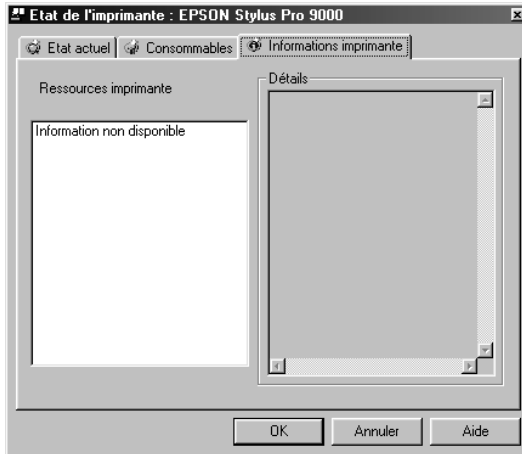 Etat de l'imprimante : EPSON Stylus Pro 9000
Etat actuel
Consommables
Informations imprimante
Ressources imprimante
Information non disponible
Détails
OK
Annuler
Aide